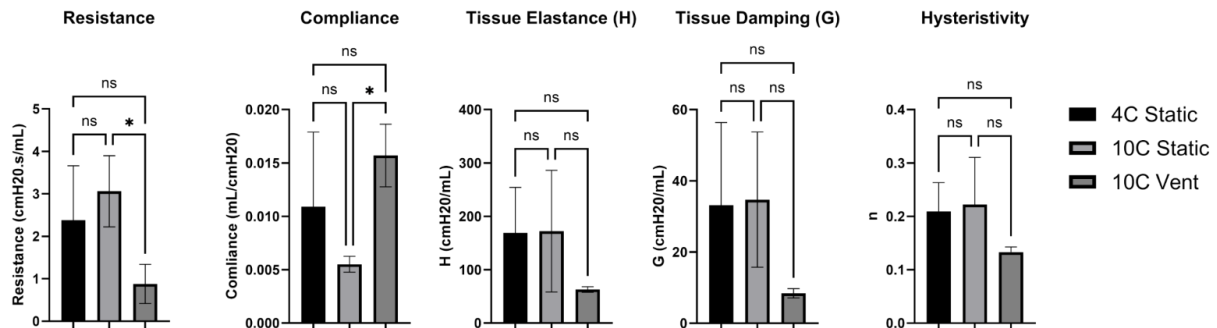 Resistance
Compliance
Tissue Elastance (H)
Tissue Damping (G)
Hysteristivity
ns
ns
*
Resistance (cmH20.s/mL)
5
4
3
2
1
0
ns
ns
*
Comliance (mL/cmH20)
0.020
0.015
0.010
0.005
0.000
ns
ns
ns
H (cmH20/mL)
400
300
200
100
0
ns
ns
ns
G (cmH20/mL)
60
40
20
0
ns
ns
ns
n
0.4
0.3
0.2
0.1
0.0
4C Static
10C Static
10C Vent